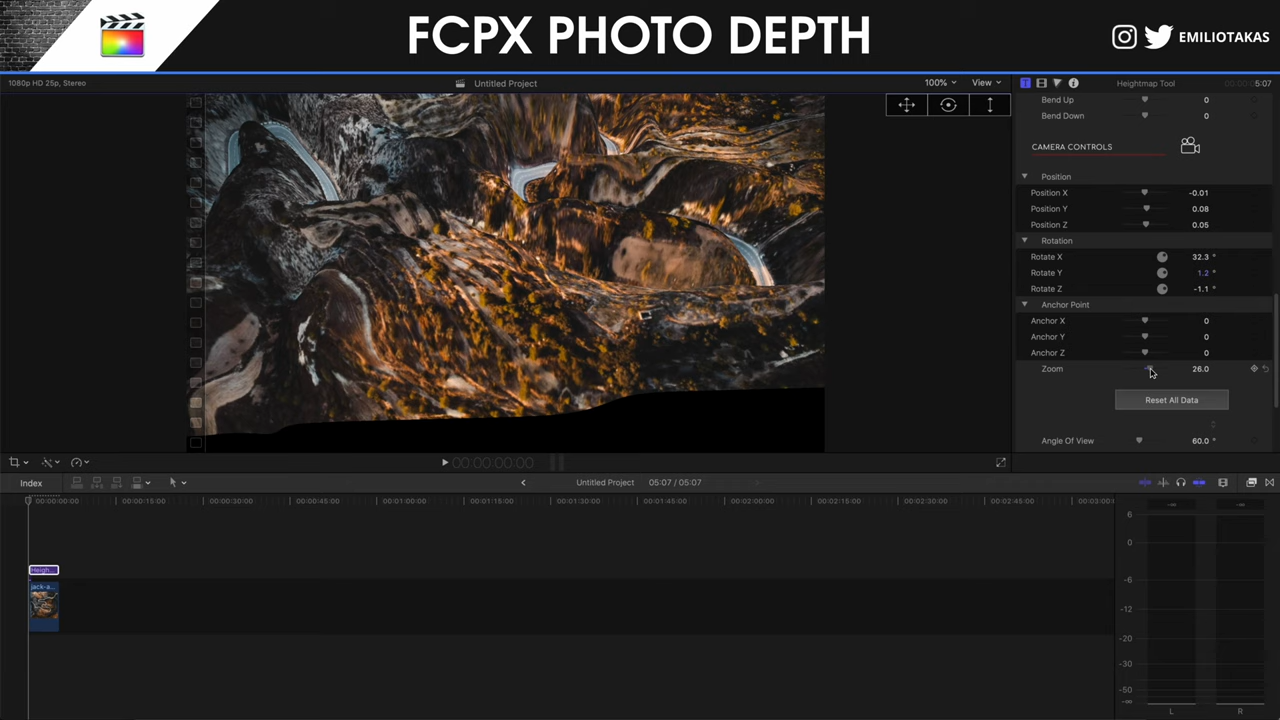 FCPX PHOTO DEPTH
EMILIOTAKAS
1080p HD 25p, Stereo
Untitled Project
100%
View
Heightmap Tool
5:07
Bend Up 0
Bend Down 0
CAMERA CONTROLS
Position
Position X -0.01
Position Y 0.08
Position Z 0.05
Rotation
Rotate X 32.3 °
Rotate Y 1.2 °
Rotate Z -1.1 °
Anchor Point
Anchor X 0
Anchor Y 0
Anchor Z 0
Zoom 26.0
Reset All Data
Angle Of View 60.0 °
00:00:00:00
Index
Untitled Project
05:07 / 05:07
00:00:00:00 00:00:15:00 00:00:30:00 00:00:45:00 00:01:00:00 00:01:15:00 00:01:30:00 00:01:45:00 00:02:00:00 00:02:15:00 00:02:30:00 00:02:45:00
Heigh...
jack-a...
-∞ -∞
6
0
-6
-12
-20
-30
-50
-∞
L R